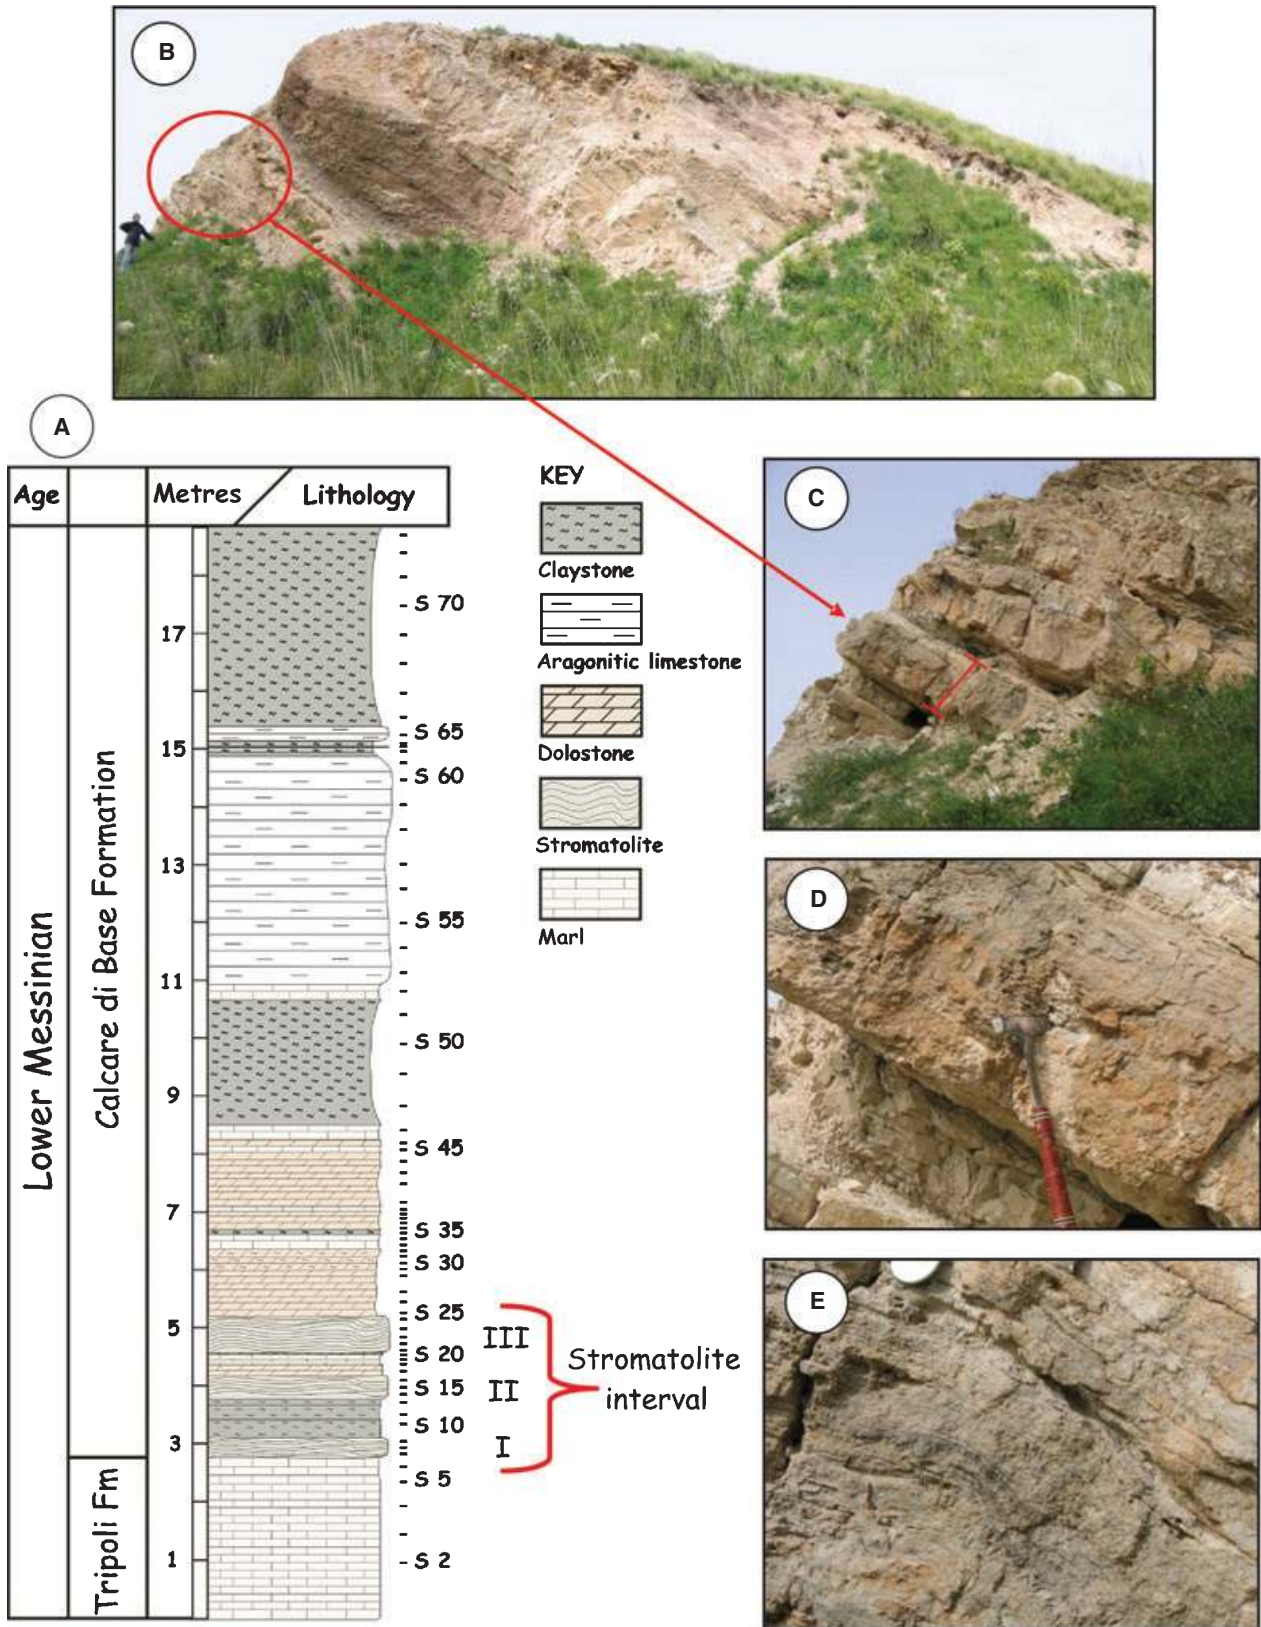 B
A
Age
Metres
Lithology
Lower Messinian
Calcare di Base Formation
Tripoli Fm
17
15
13
11
9
7
5
3
1
S 70
S 65
S 60
S 55
S 50
S 45
S 35
S 30
S 25
S 20
S 15
S 10
S 5
S 2
III
II
I
Stromatolite
interval
KEY
Claystone
Aragonitic limestone
Dolostone
Stromatolite
Marl
C
D
E